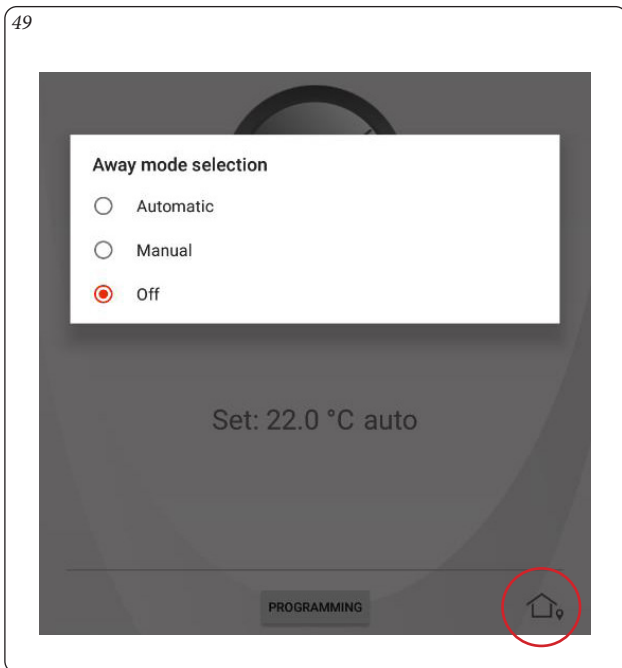 49
Away mode selection
Automatic
Manual
Off
Set: 22.0 °C auto
PROGRAMMING